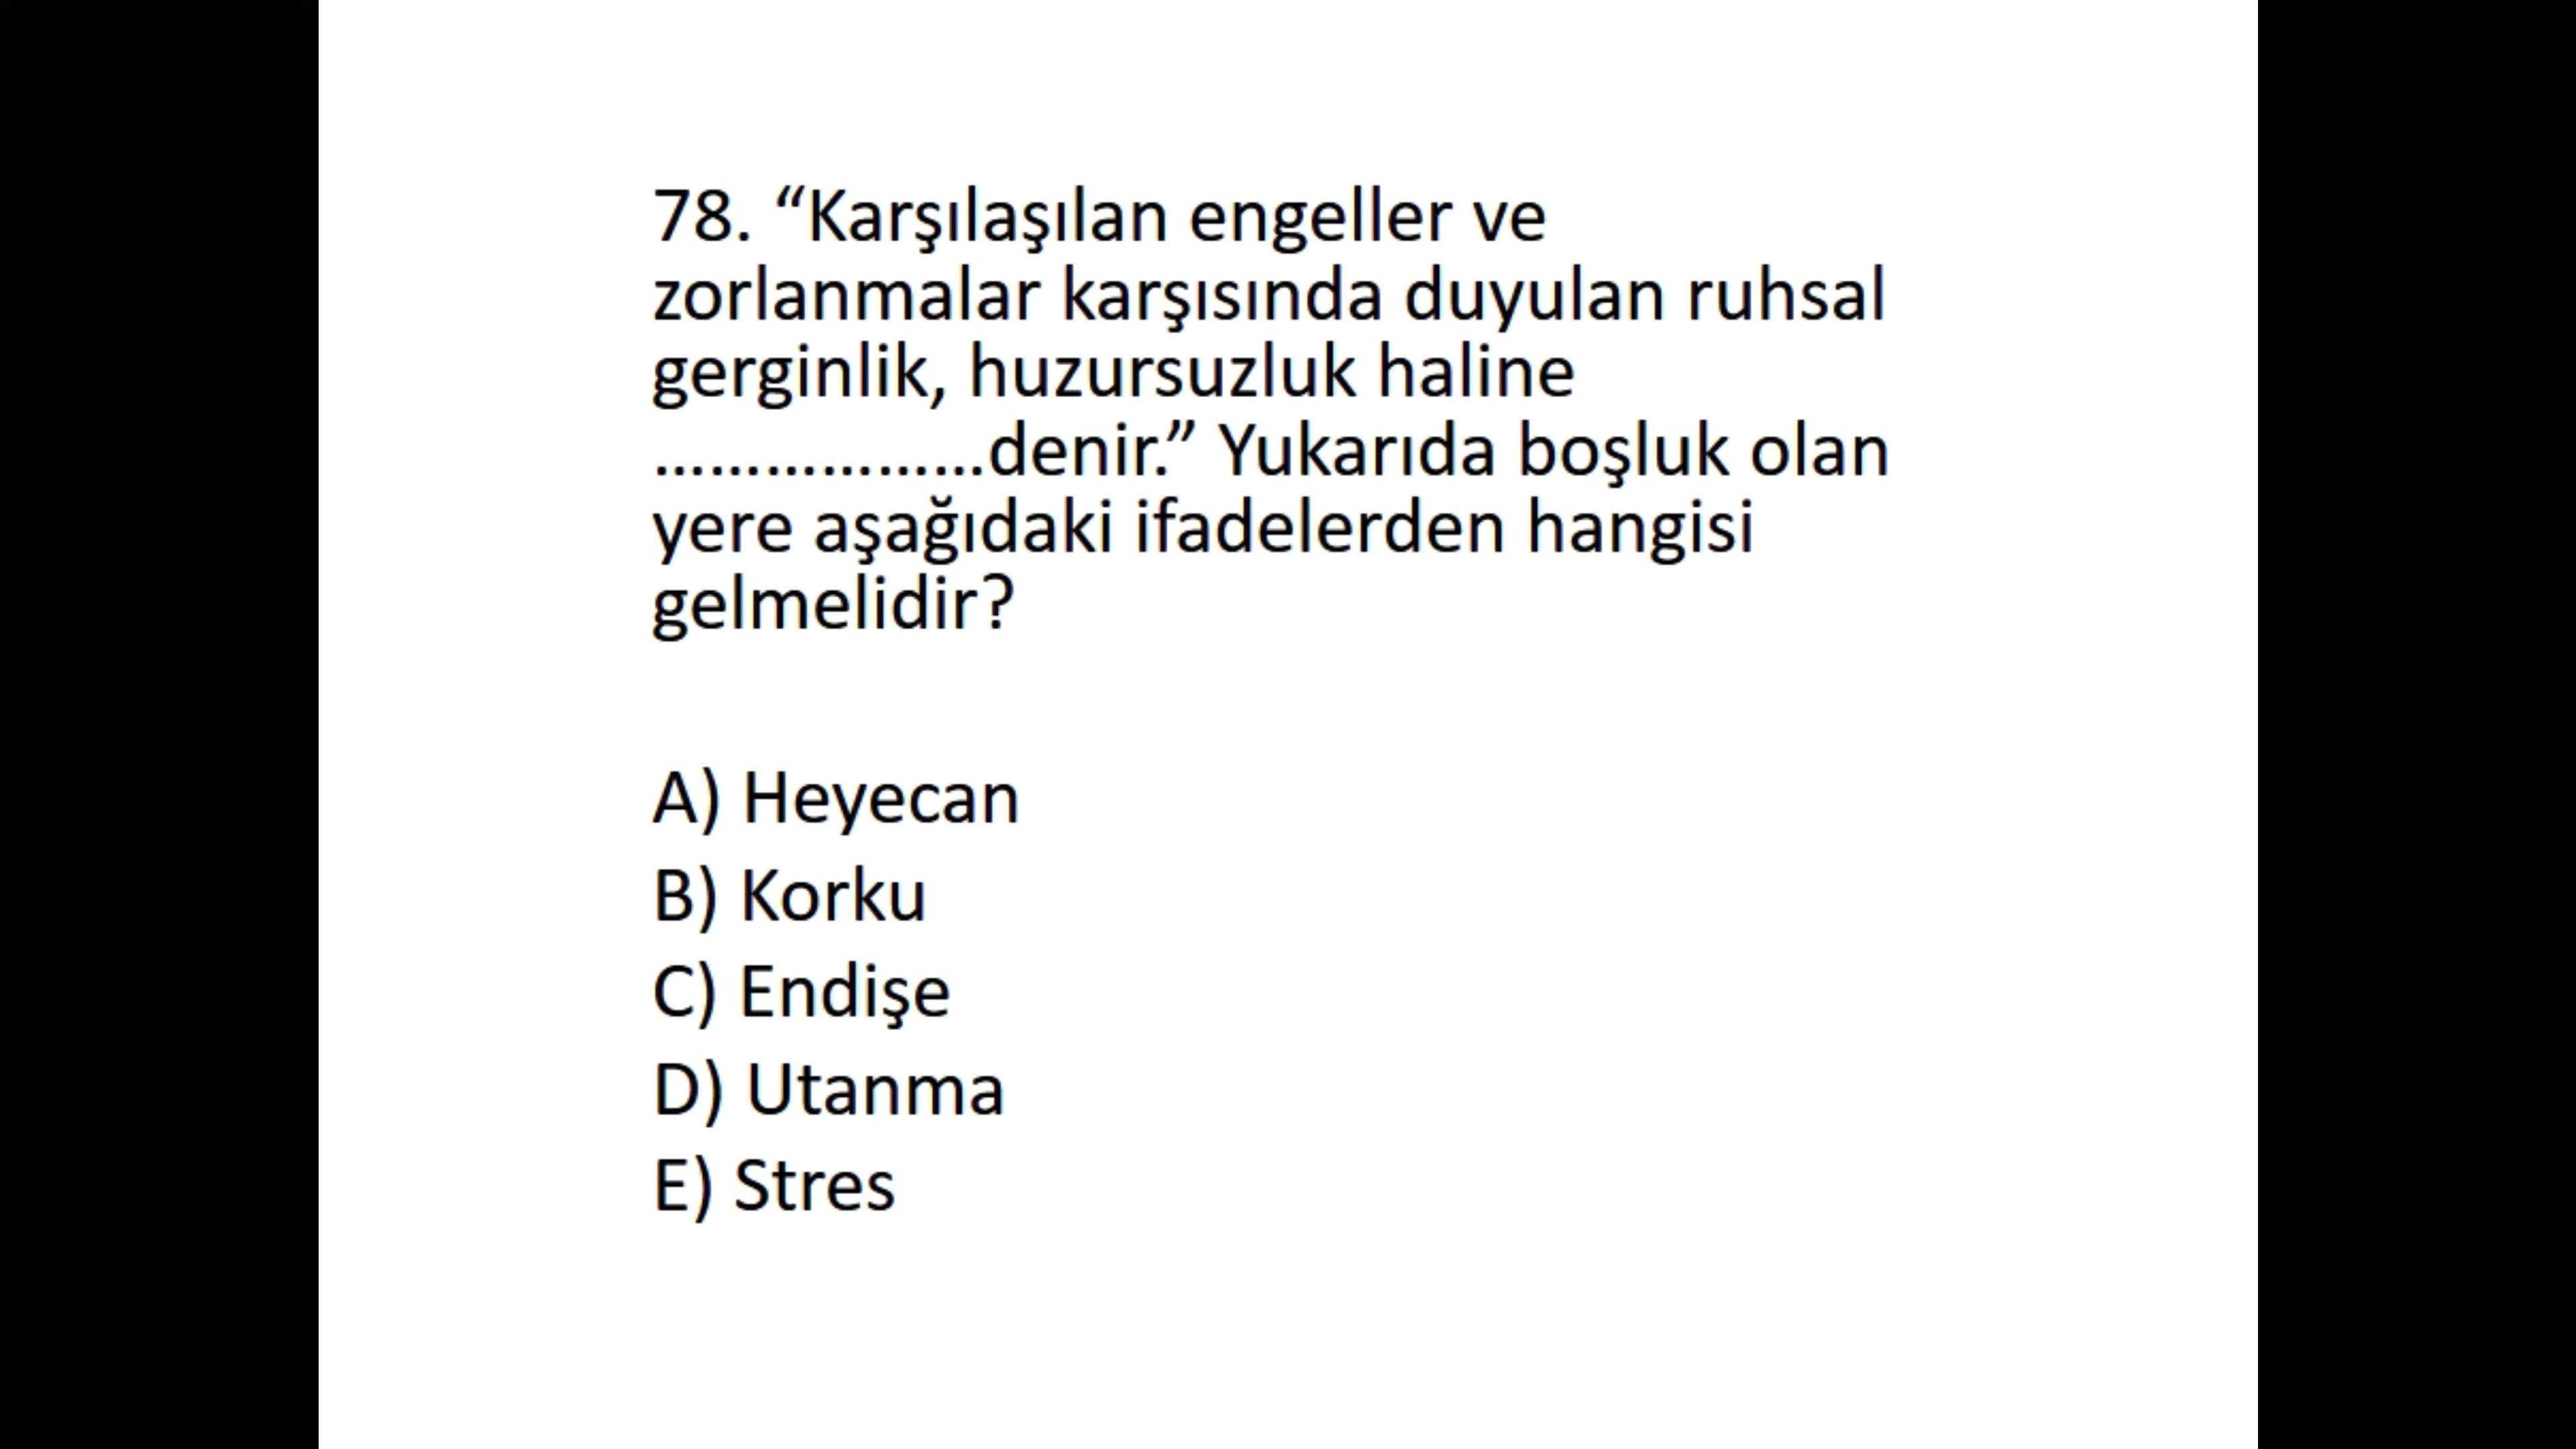 78. “Karşılaşılan engeller ve
zorlanmalar karşısında duyulan ruhsal
gerginlik, huzursuzluk haline
………………denir.” Yukarıda boşluk olan
yere aşağıdaki ifadelerden hangisi
gelmelidir?
A) Heyecan
B) Korku
C) Endişe
D) Utanma
E) Stres